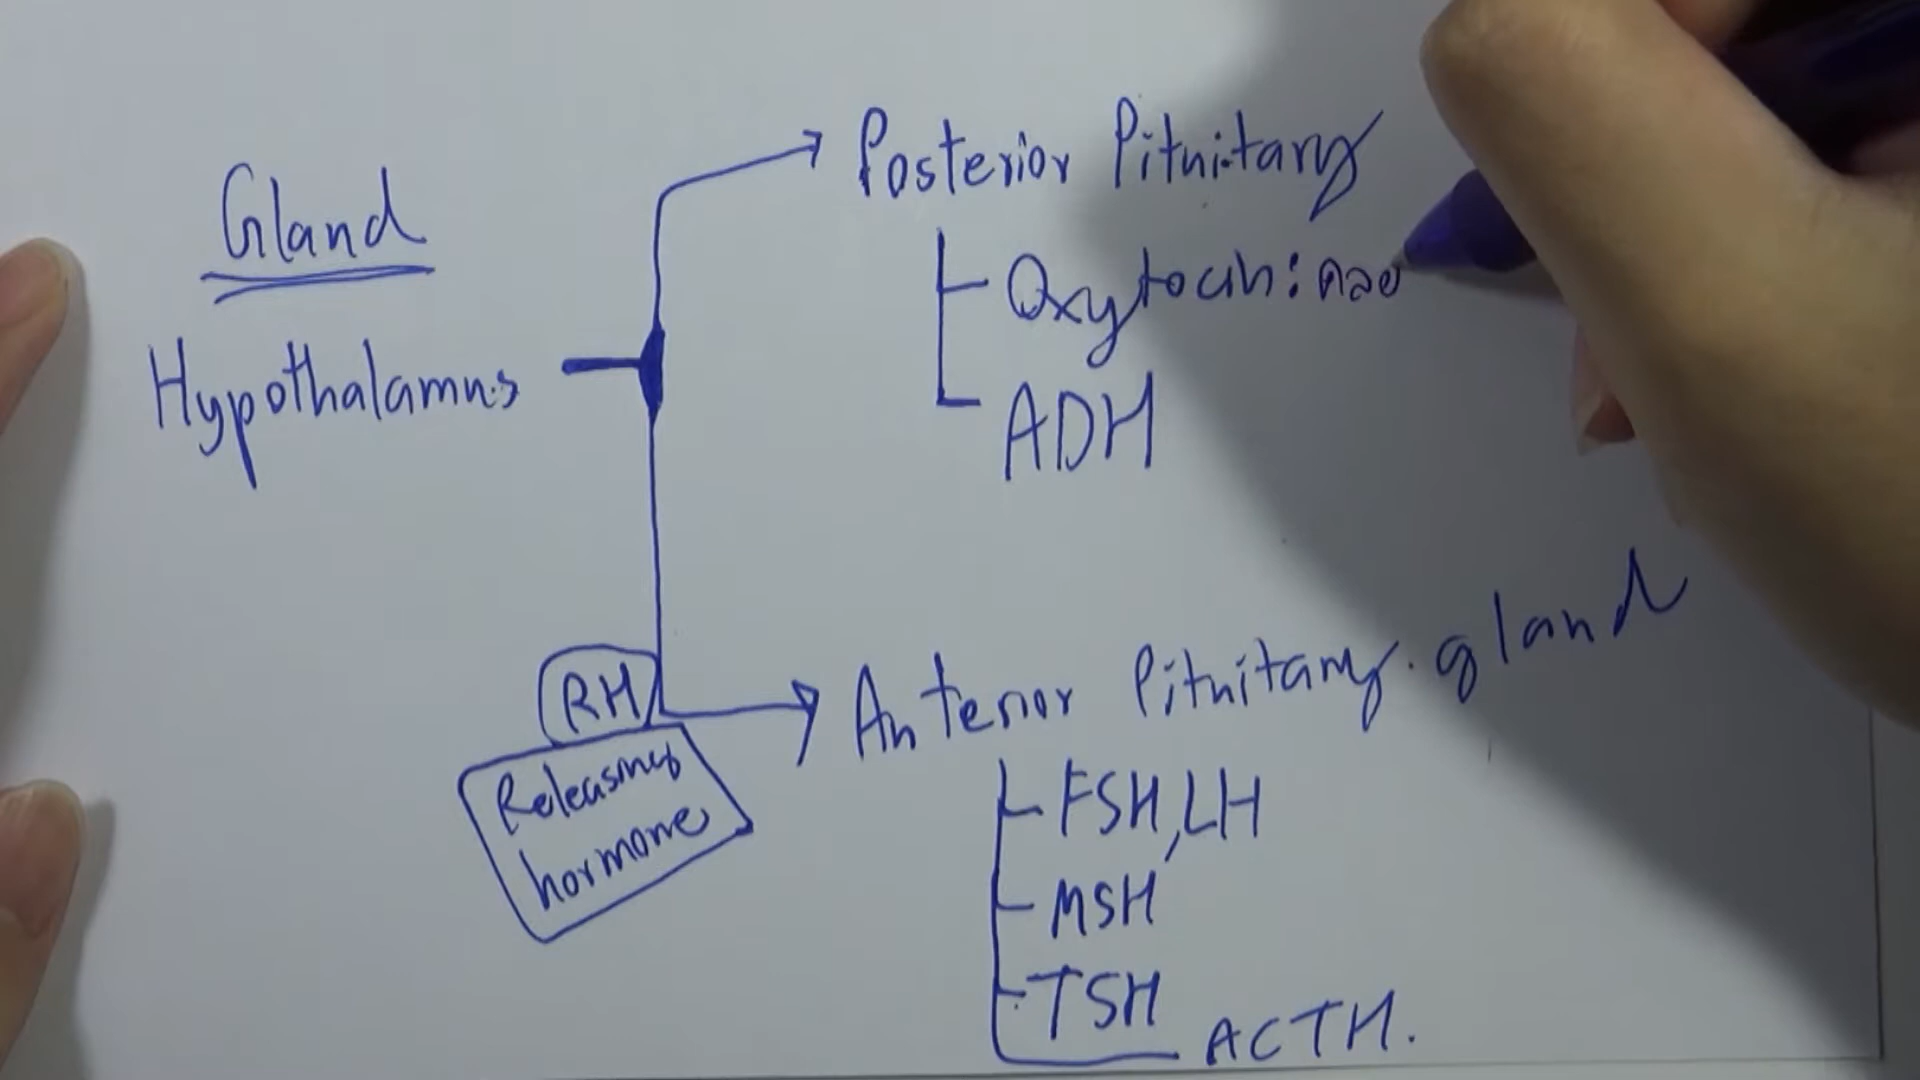 Gland
Hypothalamus
Posterior Pituitary
Oxytocin: คลอ
ADH
RH
Releasing
hormone
Anterior Pituitary gland
FSH, LH
MSH
TSH
ACTH.